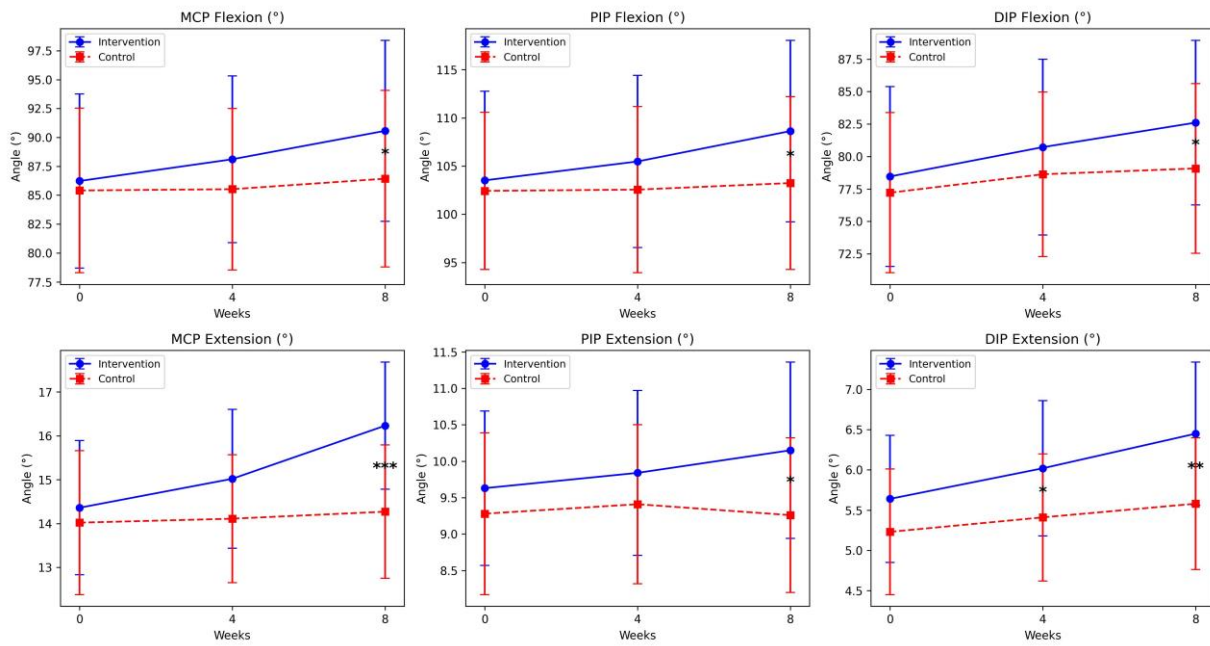 MCP Flexion (°)
Intervention
Control
Angle (°)
97.5
95.0
92.5
90.0
87.5
85.0
82.5
80.0
77.5
*
0 4 8
Weeks
PIP Flexion (°)
Intervention
Control
Angle (°)
115
110
105
100
95
*
0 4 8
Weeks
DIP Flexion (°)
Intervention
Control
Angle (°)
87.5
85.0
82.5
80.0
77.5
75.0
72.5
*
0 4 8
Weeks
MCP Extension (°)
Intervention
Control
Angle (°)
17
16
15
14
13
***
0 4 8
Weeks
PIP Extension (°)
Intervention
Control
Angle (°)
11.5
11.0
10.5
10.0
9.5
9.0
8.5
*
0 4 8
Weeks
DIP Extension (°)
Intervention
Control
Angle (°)
7.0
6.5
6.0
5.5
5.0
4.5
*
**
0 4 8
Weeks